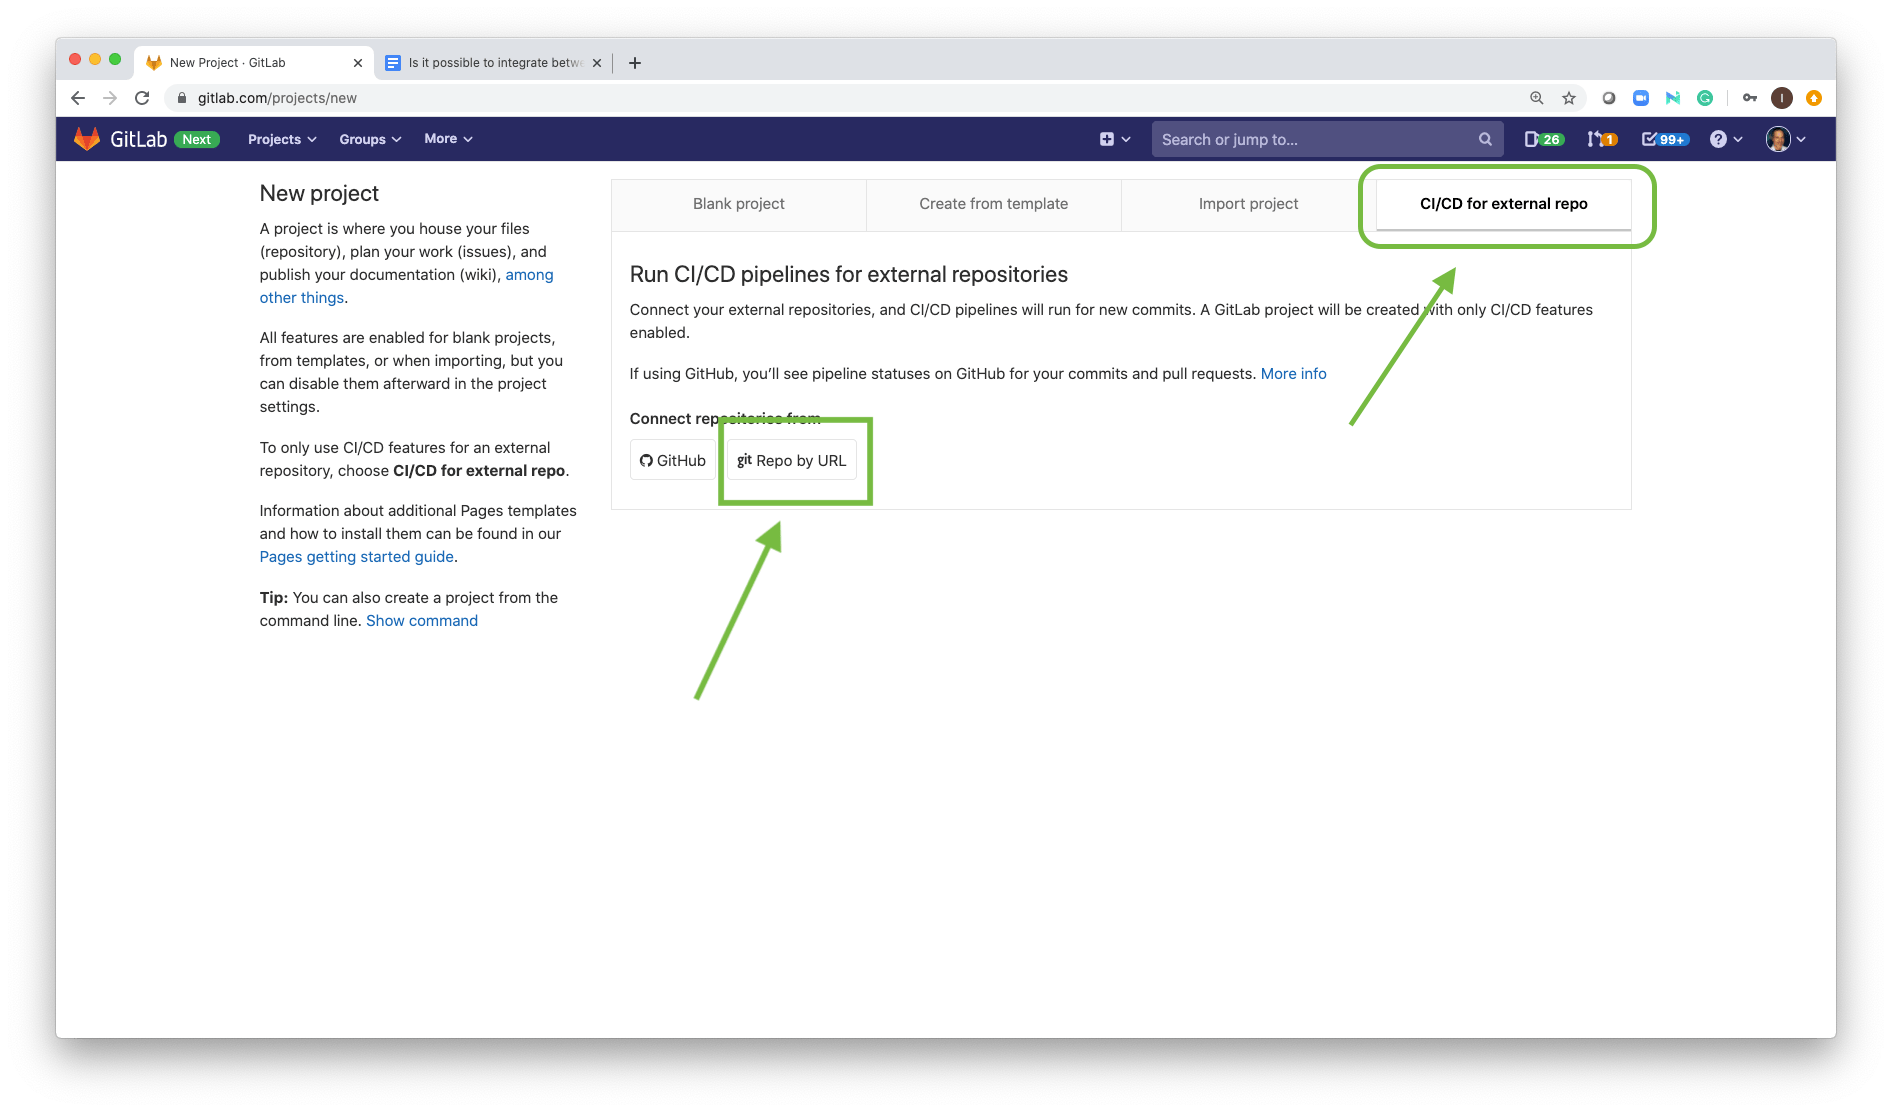 New Project · GitLab
Is it possible to integrate betw
gitlab.com/projects/new
GitLab Next Projects Groups More Search or jump to... 26 1 99+
New project
A project is where you house your files
(repository), plan your work (issues), and
publish your documentation (wiki), among
other things.
All features are enabled for blank projects,
from templates, or when importing, but you
can disable them afterward in the project
settings.
To only use CI/CD features for an external
repository, choose CI/CD for external repo.
Information about additional Pages templates
and how to install them can be found in our
Pages getting started guide.
Tip: You can also create a project from the
command line. Show command
Blank project
Create from template
Import project
CI/CD for external repo
Run CI/CD pipelines for external repositories
Connect your external repositories, and CI/CD pipelines will run for new commits. A GitLab project will be created with only CI/CD features
enabled.
If using GitHub, you’ll see pipeline statuses on GitHub for your commits and pull requests. More info
Connect repositories from
GitHub
git Repo by URL